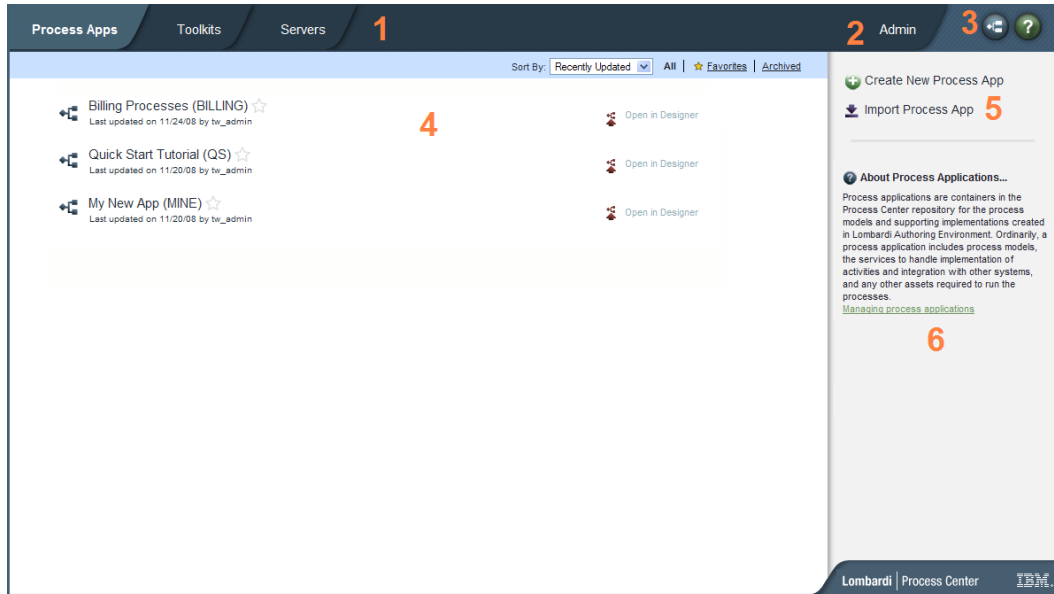 Process Apps
Toolkits
Servers
1
2
Admin
3
?
Sort By: Recently Updated All | Favorites | Archived
Billing Processes (BILLING)
Last updated on 11/24/08 by tw_admin
4
Open in Designer
Quick Start Tutorial (QS)
Last updated on 11/20/08 by tw_admin
Open in Designer
My New App (MINE)
Last updated on 11/20/08 by tw_admin
Open in Designer
Create New Process App
Import Process App
5
? About Process Applications...
Process applications are containers in the
Process Center repository for the process
models and supporting implementations created
in Lombardi Authoring Environment. Ordinarily, a
process application includes process models,
the services to handle implementation of
activities and integration with other systems,
and any other assets required to run the
processes.
Managing process applications
6
Lombardi | Process Center
IBM.